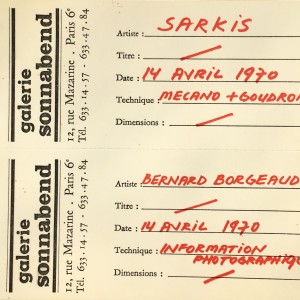 galerie
sonnabend
12, rue Mazarine . Paris 6e
Tél. 633-14-57 . 633-47-84
Artiste : SARKIS
Titre :
Date : 14 AVRIL 1970
Technique : MECANO + GOUDRON
Dimensions :
galerie
sonnabend
12, rue Mazarine . Paris 6e
Tél. 633-14-57 . 633-47-84
Artiste BERNARD BORGEAUD
Titre :
Date : 14 AVRIL 1970
Technique : INFORMATION
PHOTOGRAPHIQUE
Dimensions :